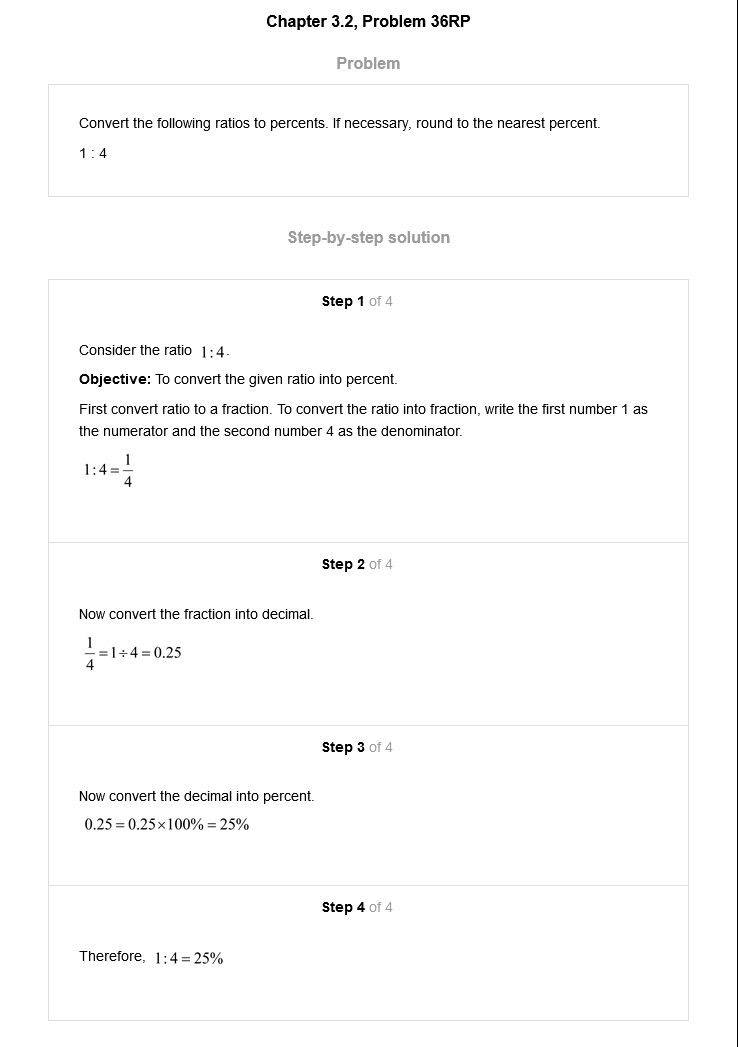 Chapter 3.2, Problem 36RP
Problem
Convert the following ratios to percents. If necessary, round to the nearest percent.
1 : 4
Step-by-step solution
Step 1 of 4
Consider the ratio 1:4.
Objective: To convert the given ratio into percent.
First convert ratio to a fraction. To convert the ratio into fraction, write the first number 1 as
the numerator and the second number 4 as the denominator.
1:4 = 1/4
Step 2 of 4
Now convert the fraction into decimal.
1/4 = 1÷4 = 0.25
Step 3 of 4
Now convert the decimal into percent.
0.25 = 0.25×100% = 25%
Step 4 of 4
Therefore, 1:4 = 25%